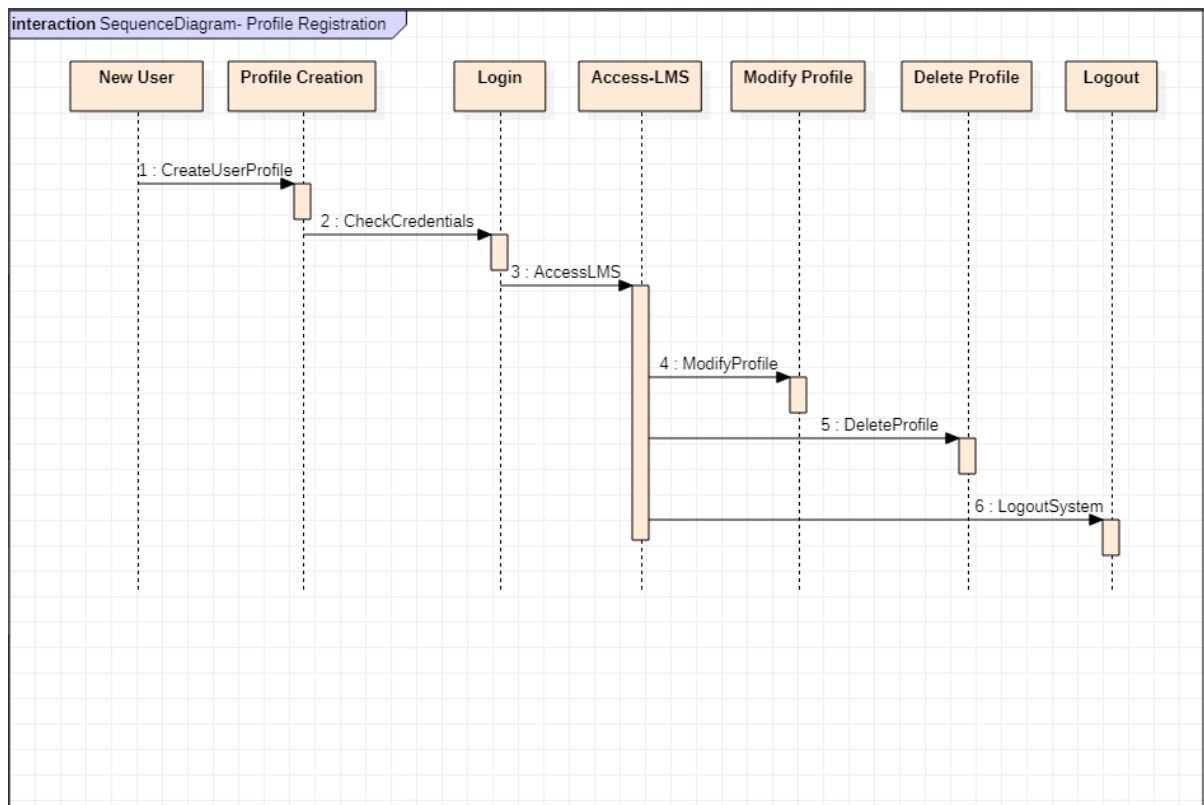 interaction SequenceDiagram- Profile Registration
New User
Profile Creation
Login
Access-LMS
Modify Profile
Delete Profile
Logout
1 : CreateUserProfile
2 : CheckCredentials
3 : AccessLMS
4 : ModifyProfile
5 : DeleteProfile
6 : LogoutSystem